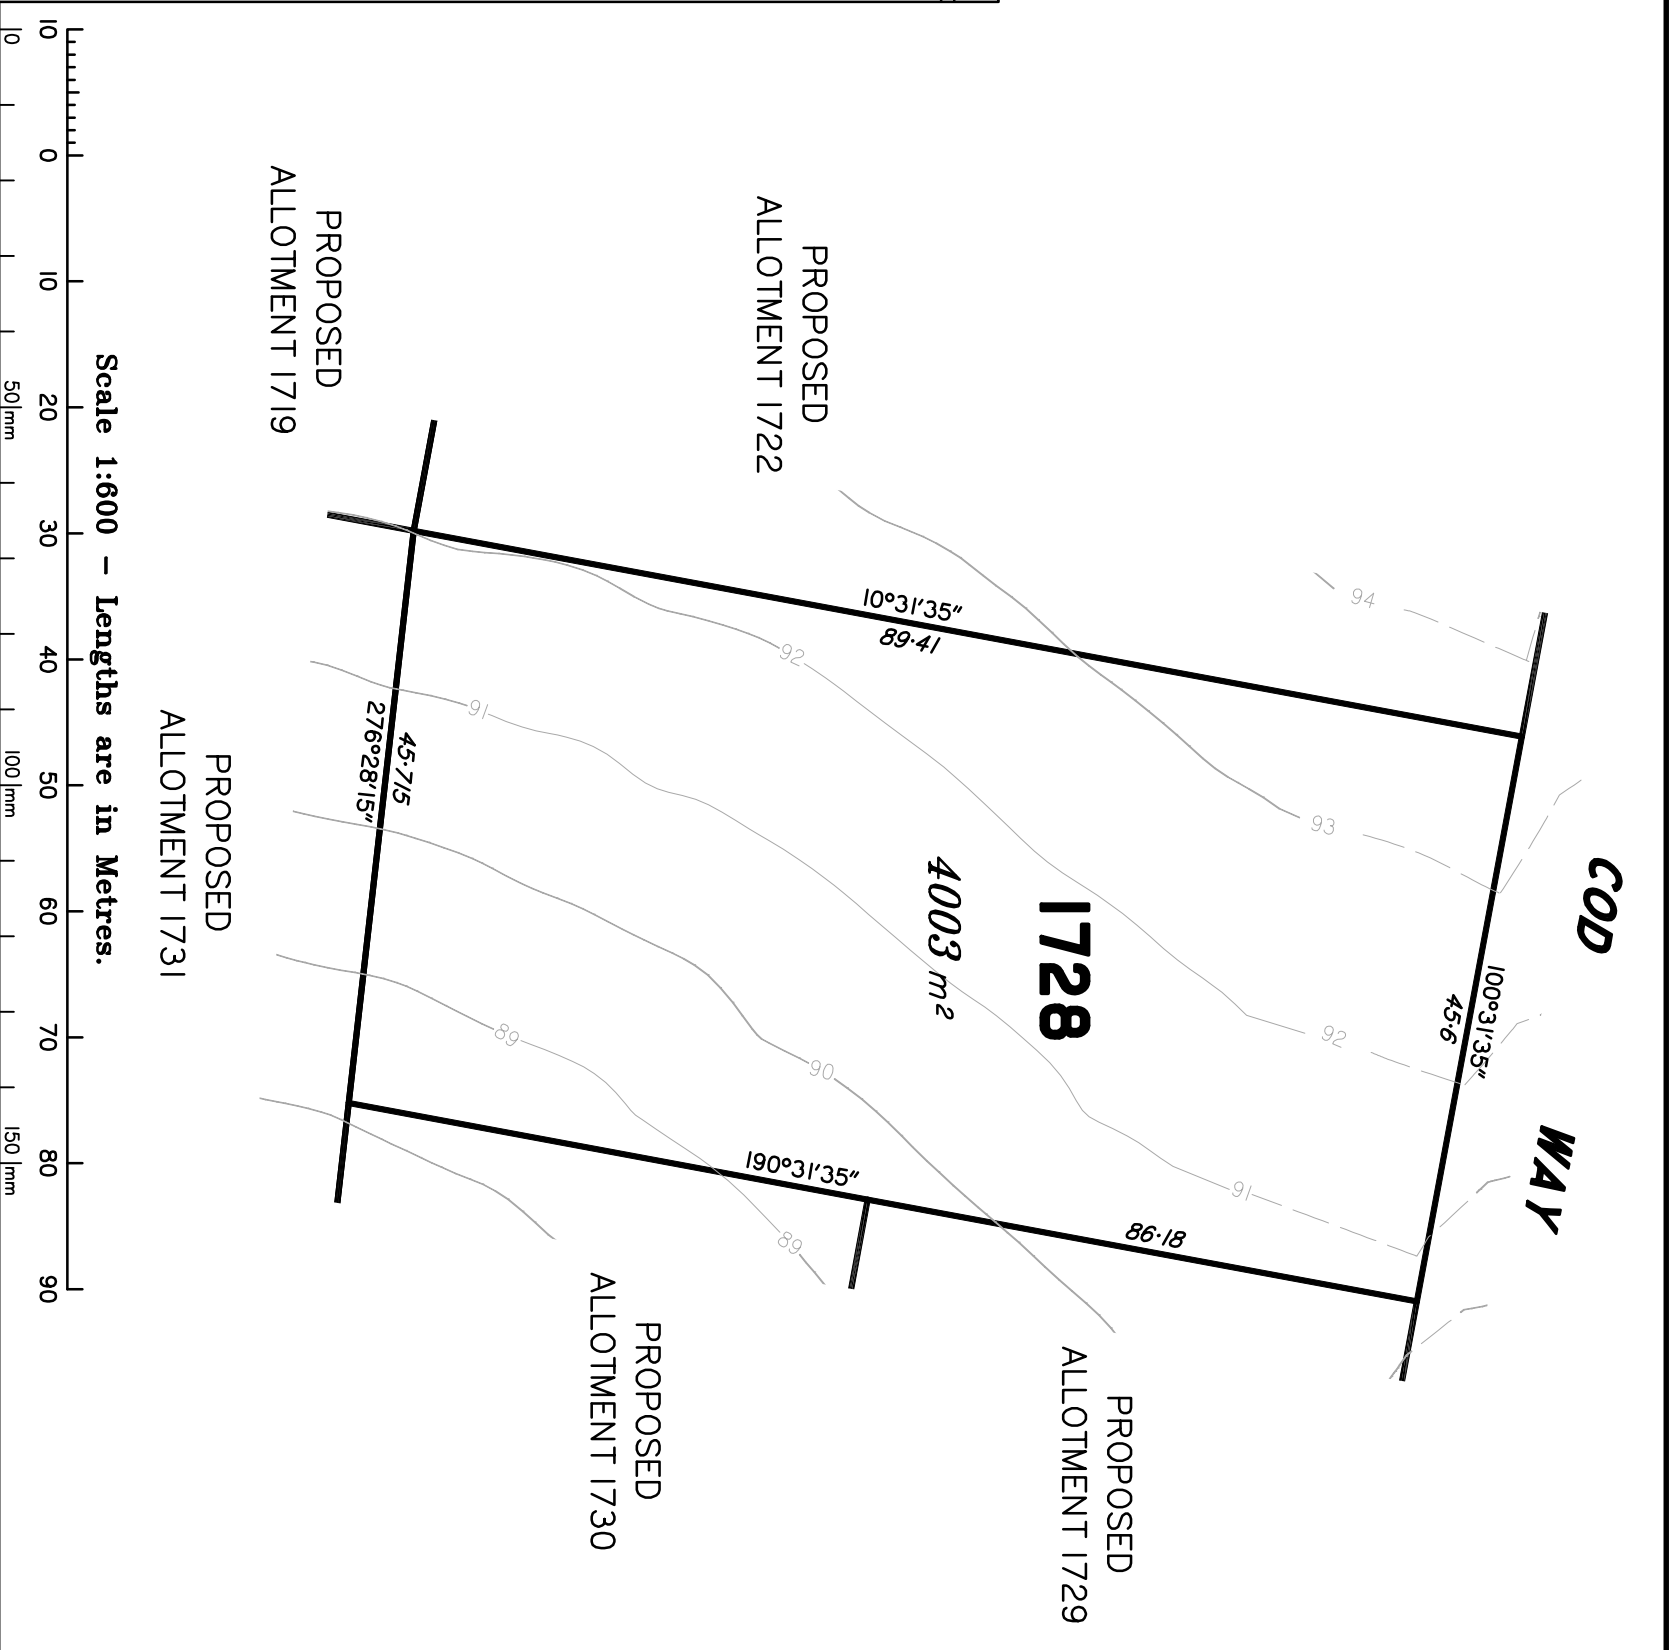 COD WAY
94
93
100°31'35"
45·6
PROPOSED
ALLOTMENT 1722
10°31'35"
89·41
92
92
1728
4003 m²
91
91
90
89
89
190°31'35"
86·18
PROPOSED
ALLOTMENT 1729
PROPOSED
ALLOTMENT 1730
PROPOSED
ALLOTMENT 1719
45·715
276°28'15"
PROPOSED
ALLOTMENT 1731
Scale 1:600 – Lengths are in Metres.
10 0 10 20 30 40 50 60 70 80 90
10 50 mm 100 mm 150 mm